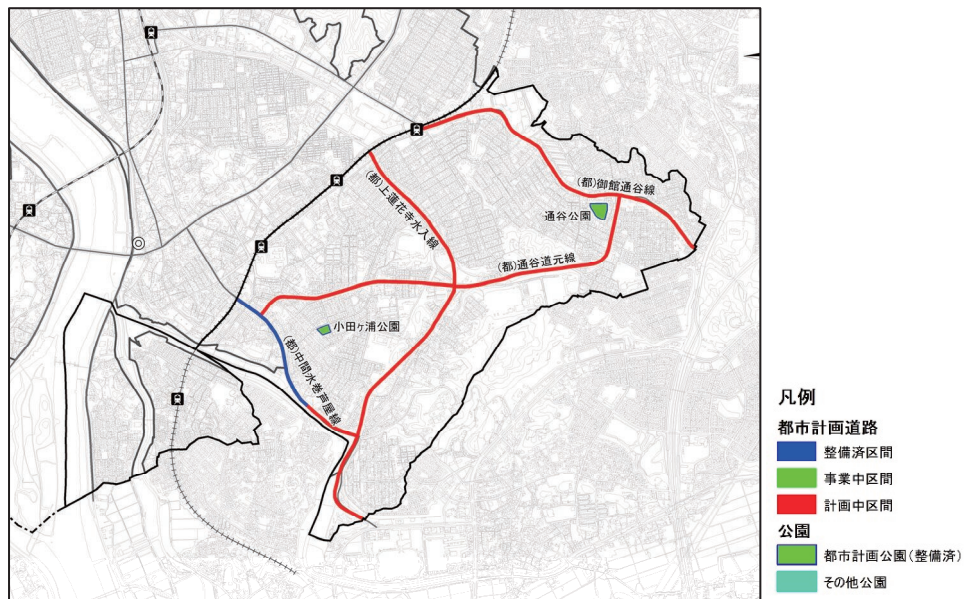 (都)御館通谷線
通谷公園
(都)上蓮花寺水入線
(都)通谷道元線
小田ヶ浦公園
(都)中間水巻芦屋線
凡例
都市計画道路
整備済区間
事業中区間
計画中区間
公園
都市計画公園(整備済)
その他公園